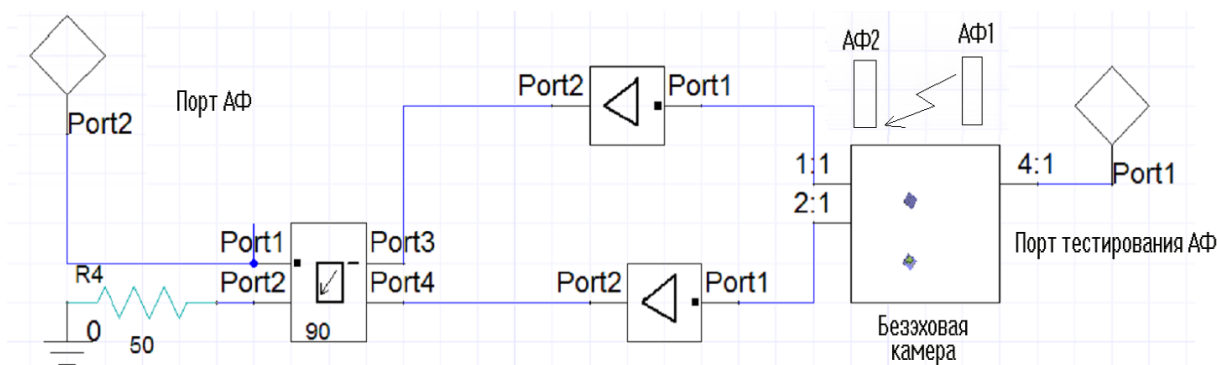 АФ2
АФ1
Порт АФ
Port2
Port1
Port2
1:1
4:1
Port1
2:1
Port1
Port3
Порт тестирования АФ
R4
Port2
Port4
Port2
Port1
0
50
90
Безэховая
камера